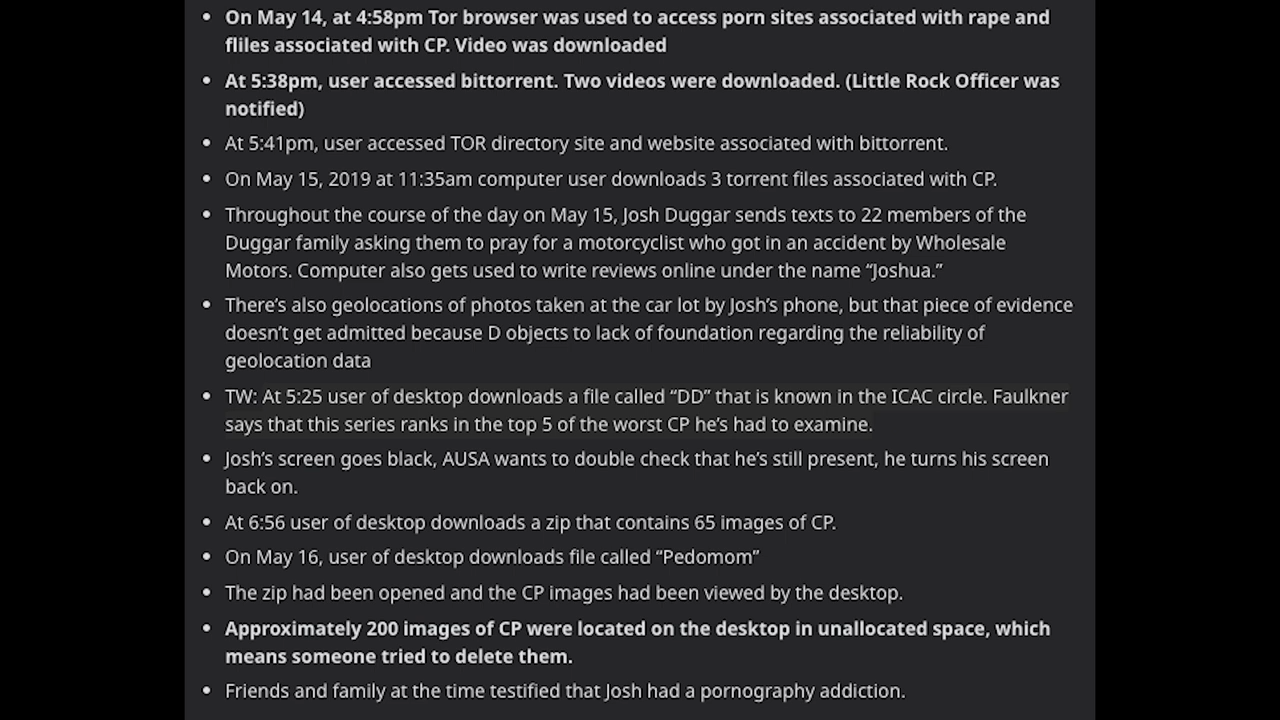 • On May 14, at 4:58pm Tor browser was used to access porn sites associated with rape and
fliles associated with CP. Video was downloaded
• At 5:38pm, user accessed bittorrent. Two videos were downloaded. (Little Rock Officer was
notified)
• At 5:41pm, user accessed TOR directory site and website associated with bittorrent.
• On May 15, 2019 at 11:35am computer user downloads 3 torrent files associated with CP.
• Throughout the course of the day on May 15, Josh Duggar sends texts to 22 members of the
Duggar family asking them to pray for a motorcyclist who got in an accident by Wholesale
Motors. Computer also gets used to write reviews online under the name “Joshua.”
• There’s also geolocations of photos taken at the car lot by Josh’s phone, but that piece of evidence
doesn’t get admitted because D objects to lack of foundation regarding the reliability of
geolocation data
• TW: At 5:25 user of desktop downloads a file called “DD” that is known in the ICAC circle. Faulkner
says that this series ranks in the top 5 of the worst CP he’s had to examine.
• Josh’s screen goes black, AUSA wants to double check that he’s still present, he turns his screen
back on.
• At 6:56 user of desktop downloads a zip that contains 65 images of CP.
• On May 16, user of desktop downloads file called “Pedomom”
• The zip had been opened and the CP images had been viewed by the desktop.
• Approximately 200 images of CP were located on the desktop in unallocated space, which
means someone tried to delete them.
• Friends and family at the time testified that Josh had a pornography addiction.